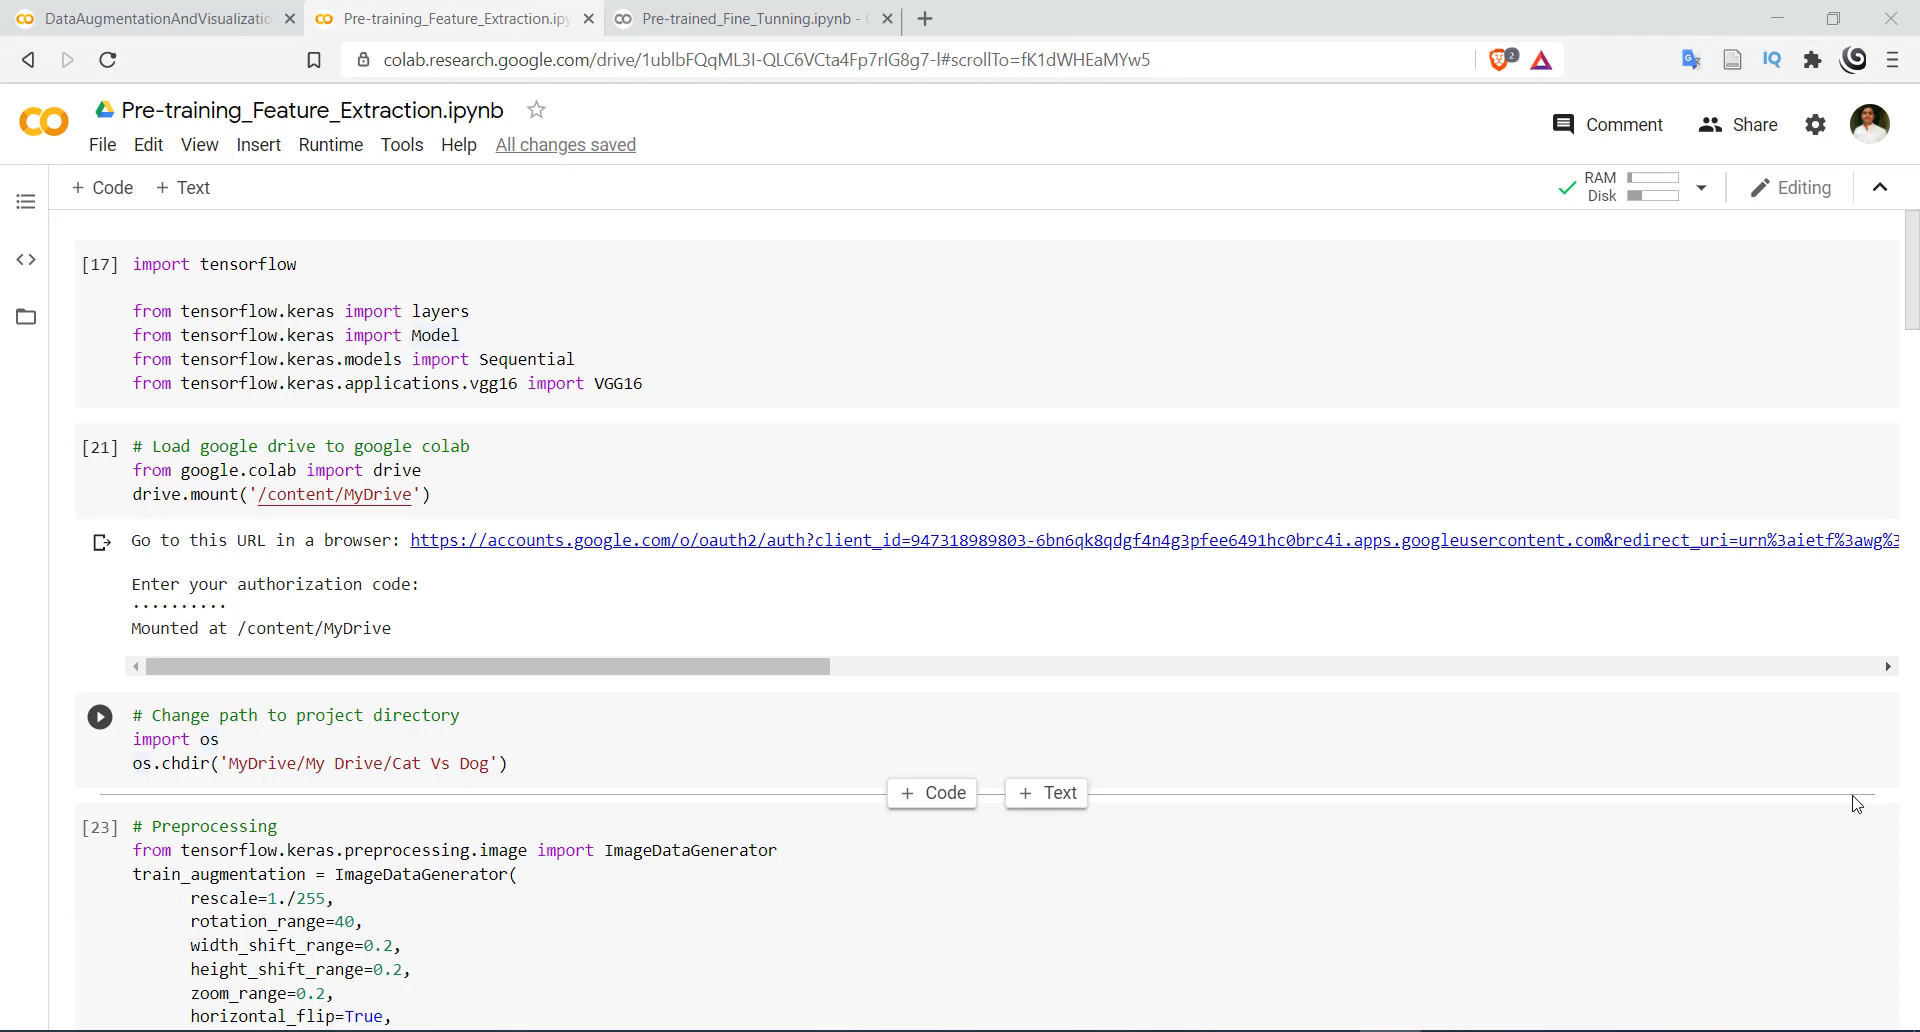 DataAugmentationAndVisualizatio
Pre-training_Feature_Extraction.ipy
Pre-trained_Fine_Tunning.ipynb -
colab.research.google.com/drive/1ublbFQqML3I-QLC6VCta4Fp7rIG8g7-l#scrollTo=fK1dWHEaMYw5
2
IQ
Pre-training_Feature_Extraction.ipynb
Comment
Share
File Edit View Insert Runtime Tools Help All changes saved
+ Code + Text
RAM
Disk
Editing
[17] import tensorflow
from tensorflow.keras import layers
from tensorflow.keras import Model
from tensorflow.keras.models import Sequential
from tensorflow.keras.applications.vgg16 import VGG16
[21] # Load google drive to google colab
from google.colab import drive
drive.mount('/content/MyDrive')
Go to this URL in a browser: https://accounts.google.com/o/oauth2/auth?client_id=947318989803-6bn6qk8qdgf4n4g3pfee6491hc0brc4i.apps.googleusercontent.com&redirect_uri=urn%3aietf%3awg%3
Enter your authorization code:
··········
Mounted at /content/MyDrive
# Change path to project directory
import os
os.chdir('MyDrive/My Drive/Cat Vs Dog')
+ Code + Text
[23] # Preprocessing
from tensorflow.keras.preprocessing.image import ImageDataGenerator
train_augmentation = ImageDataGenerator(
rescale=1./255,
rotation_range=40,
width_shift_range=0.2,
height_shift_range=0.2,
zoom_range=0.2,
horizontal_flip=True,